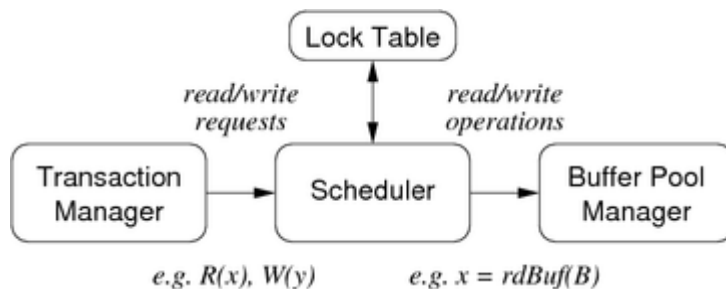 Lock Table
read/write
requests
read/write
operations
Transaction
Manager
Scheduler
Buffer Pool
Manager
e.g. R(x), W(y)
e.g. x = rdBuf(B)